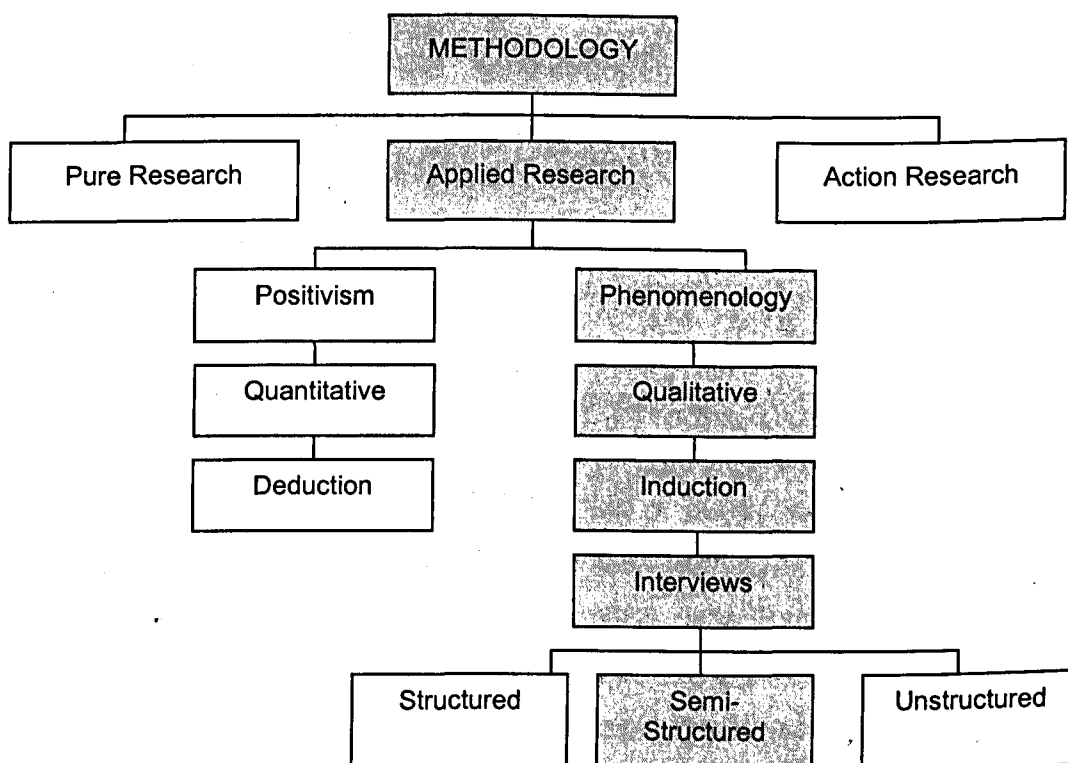 METHODOLOGY
Pure Research
Applied Research
Action Research
Positivism
Phenomenology
Quantitative
Qualitative
Deduction
Induction
Interviews
Structured
Semi-
Structured
Unstructured